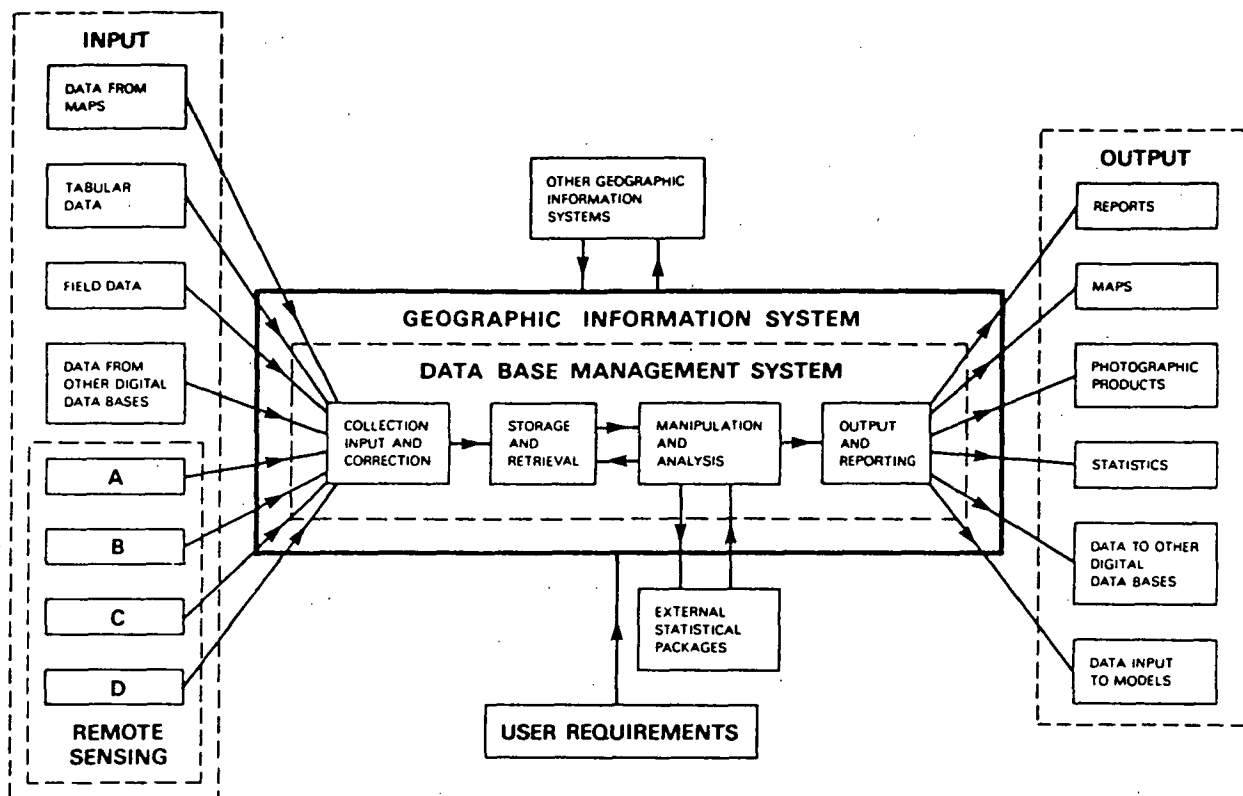 INPUT
DATA FROM
MAPS
TABULAR
DATA
FIELD DATA
DATA FROM
OTHER DIGITAL
DATA BASES
A
B
C
D
REMOTE
SENSING
OTHER GEOGRAPHIC
INFORMATION
SYSTEMS
GEOGRAPHIC INFORMATION SYSTEM
DATA BASE MANAGEMENT SYSTEM
COLLECTION
INPUT AND
CORRECTION
STORAGE
AND
RETRIEVAL
MANIPULATION
AND
ANALYSIS
OUTPUT
AND
REPORTING
EXTERNAL
STATISTICAL
PACKAGES
USER REQUIREMENTS
OUTPUT
REPORTS
MAPS
PHOTOGRAPHIC
PRODUCTS
STATISTICS
DATA TO OTHER
DIGITAL
DATA BASES
DATA INPUT
TO MODELS